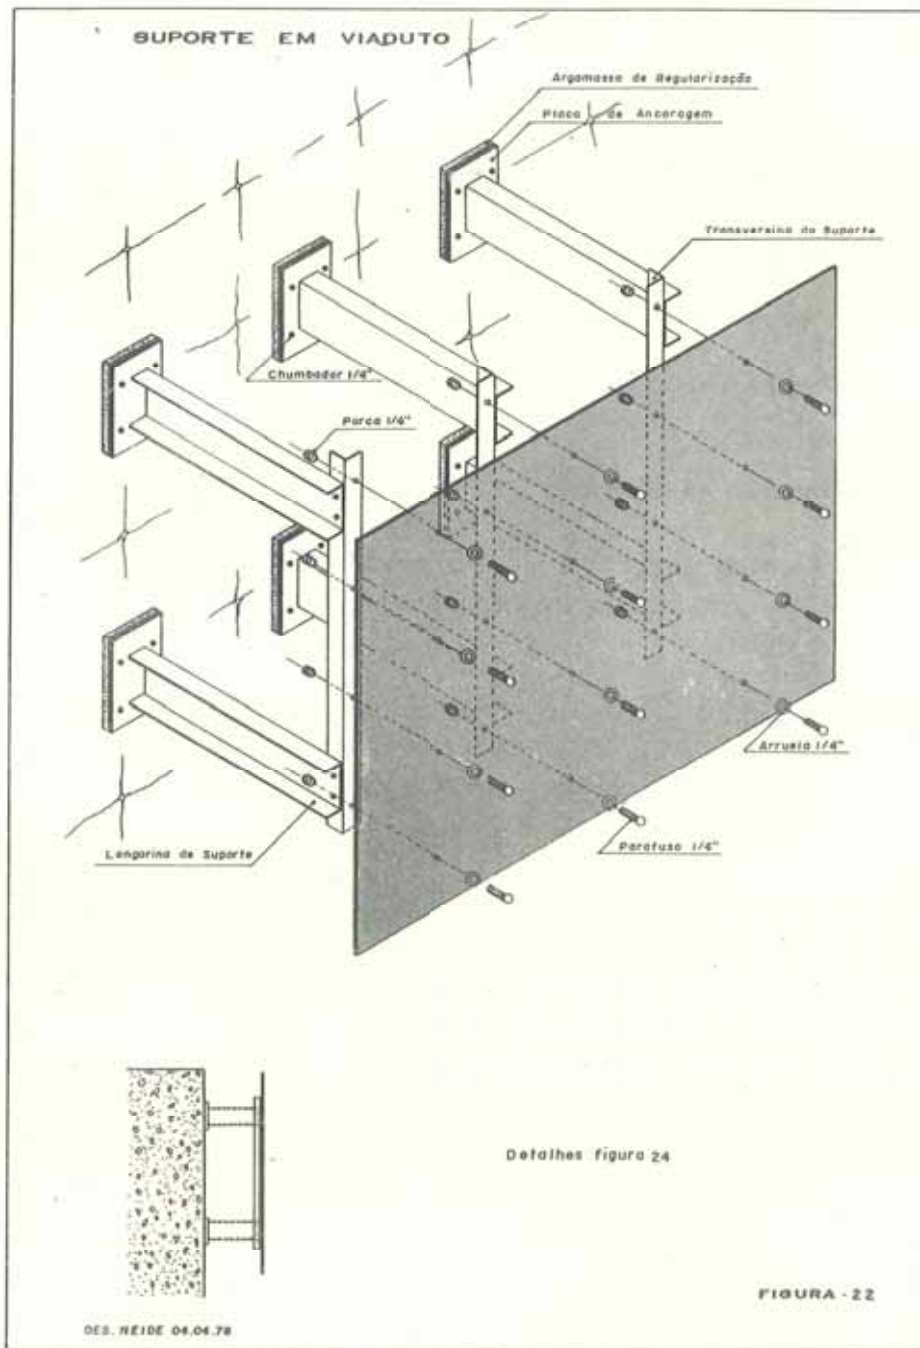 SUPORTE EM VIADUTO
Argamassa de Regularização
Placa de Ancoragem
Transversina do Suporte
Chumbador 1/4"
Porca 1/4"
Arruela 1/4"
Parafuso 1/4"
Longarina de Suporte
Detalhes figura 24
FIGURA - 22
DES. NEIDE 04.04.78